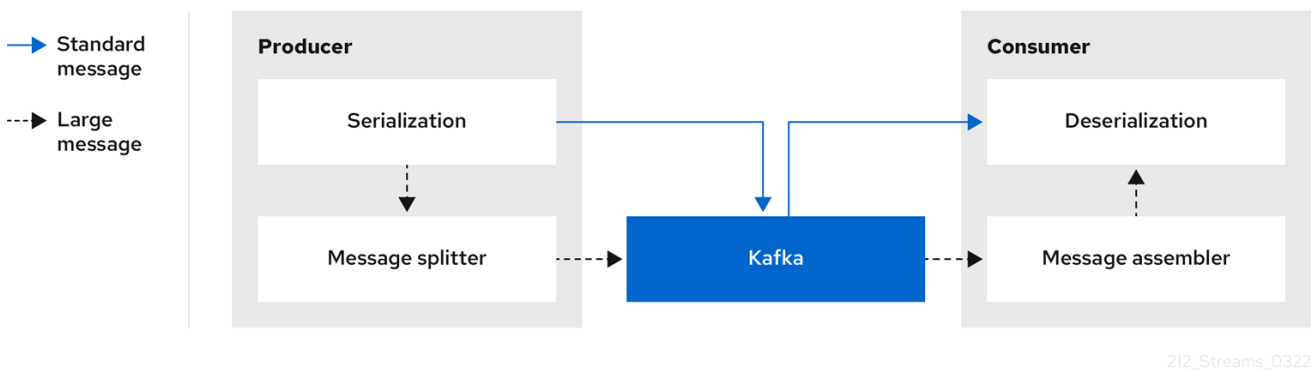 Standard
message
Large
message
Producer
Serialization
Message splitter
Kafka
Consumer
Deserialization
Message assembler
212_Streams_0322